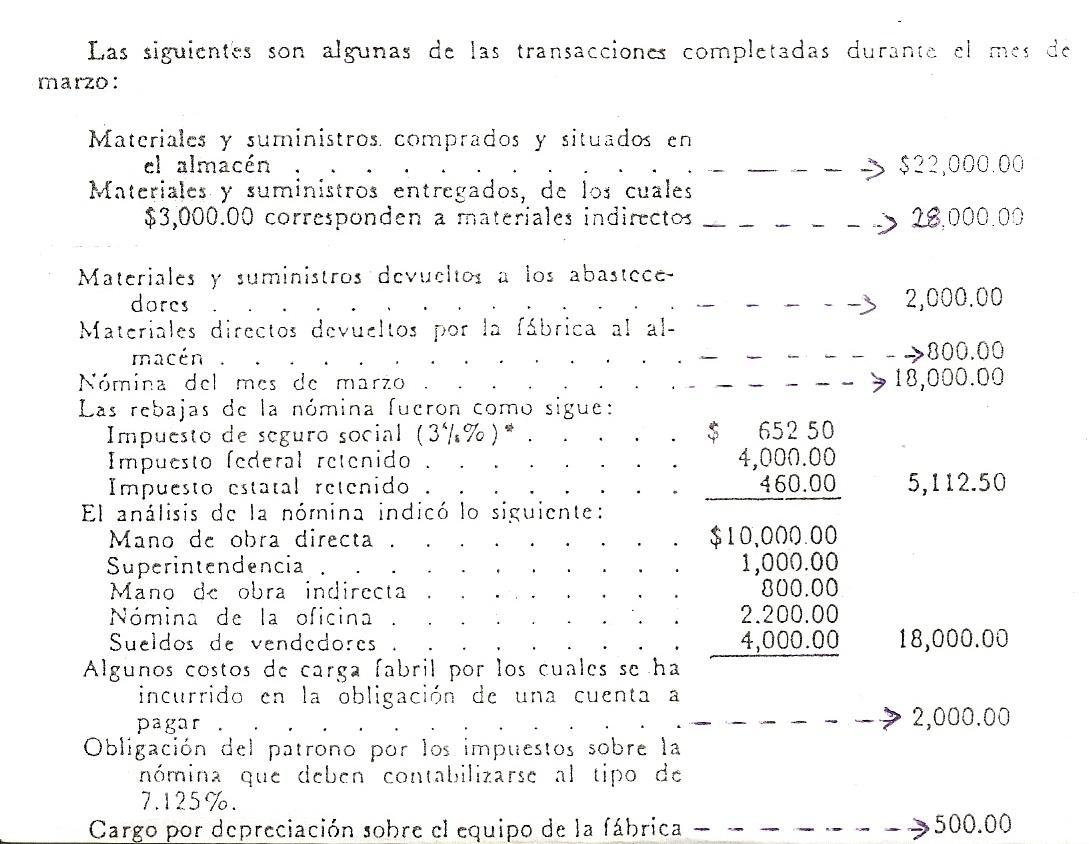 Las siguientes son algunas de las transacciones completadas durante el mes de
marzo:
Materiales y suministros comprados y situados en
el almacén . . . . . . . . . . . . $22,000.00
Materiales y suministros entregados, de los cuales
$3,000.00 corresponden a materiales indirectos 28,000.00
Materiales y suministros devueltos a los abastece-
dores . . . . . . . . . . . . . 2,000.00
Materiales directos devueltos por la fábrica al al-
macén . . . . . . . . . . . . . 800.00
Nómina del mes de marzo . . . . . . . . 18,000.00
Las rebajas de la nómina fueron como sigue:
Impuesto de seguro social (3⅝%)* . . . . . $ 652 50
Impuesto federal retenido . . . . . . . . 4,000.00
Impuesto estatal retenido . . . . . . . . 460.00 5,112.50
El análisis de la nómina indicó lo siguiente:
Mano de obra directa . . . . . . . . . $10,000.00
Superintendencia . . . . . . . . . . . 1,000.00
Mano de obra indirecta . . . . . . . . 800.00
Nómina de la oficina . . . . . . . . . 2.200.00
Sueldos de vendedores . . . . . . . . . 4,000.00 18,000.00
Algunos costos de carga fabril por los cuales se ha
incurrido en la obligación de una cuenta a
pagar . . . . . . . . . . . . . 2,000.00
Obligación del patrono por los impuestos sobre la
nómina que deben contabilizarse al tipo de
7.125%.
Cargo por depreciación sobre el equipo de la fábrica 500.00